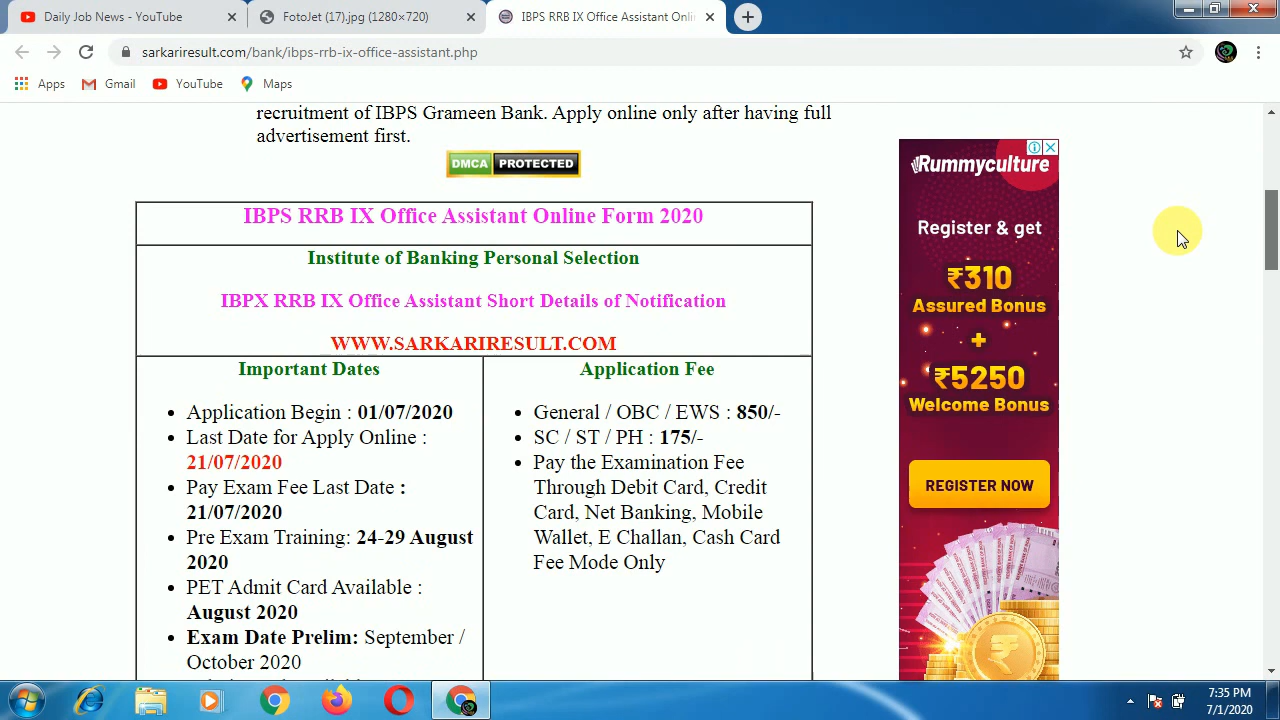 Daily Job News - YouTube
FotoJet (17).jpg (1280×720)
IBPS RRB IX Office Assistant Onli
sarkariresult.com/bank/ibps-rrb-ix-office-assistant.php
Apps
Gmail
YouTube
Maps
recruitment of IBPS Grameen Bank. Apply online only after having full
advertisement first.
DMCA PROTECTED
IBPS RRB IX Office Assistant Online Form 2020
Institute of Banking Personal Selection
IBPX RRB IX Office Assistant Short Details of Notification
WWW.SARKARIRESULT.COM
Important Dates
• Application Begin : 01/07/2020
• Last Date for Apply Online :
21/07/2020
• Pay Exam Fee Last Date :
21/07/2020
• Pre Exam Training: 24-29 August
2020
• PET Admit Card Available :
August 2020
• Exam Date Prelim: September /
October 2020
Application Fee
• General / OBC / EWS : 850/-
• SC / ST / PH : 175/-
• Pay the Examination Fee
Through Debit Card, Credit
Card, Net Banking, Mobile
Wallet, E Challan, Cash Card
Fee Mode Only
Rummyculture
Register & get
₹310
Assured Bonus
+
₹5250
Welcome Bonus
REGISTER NOW
7:35 PM
7/1/2020